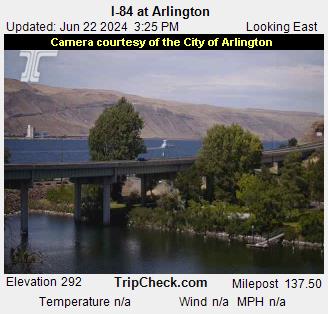 I-84 at Arlington
Updated: Jun 22 2024 3:25 PM Looking East
Camera courtesy of the City of Arlington
Elevation 292 TripCheck.com Milepost 137.50
Temperature n/a Wind n/a MPH n/a